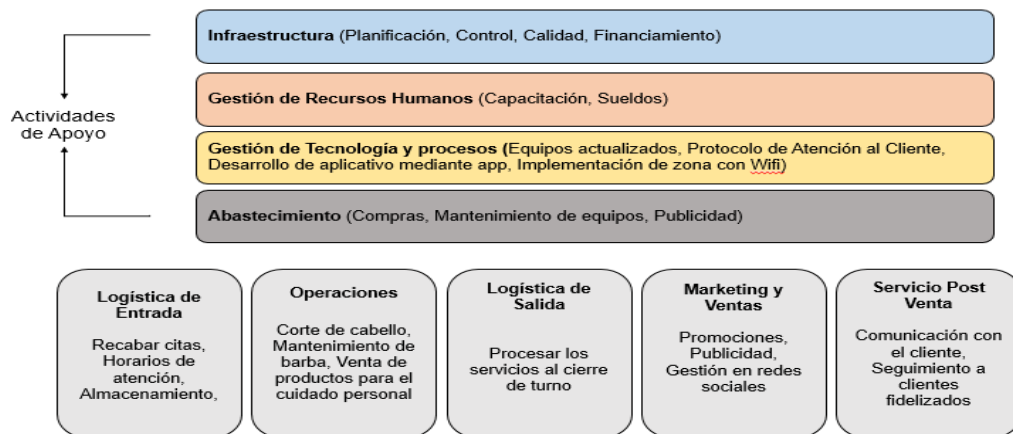 Infraestructura (Planificación, Control, Calidad, Financiamiento)
Actividades
de Apoyo
Gestión de Recursos Humanos (Capacitación, Sueldos)
Gestión de Tecnología y procesos (Equipos actualizados, Protocolo de Atención al Cliente,
Desarrollo de aplicativo mediante app, Implementación de zona con Wifi)
Abastecimiento (Compras, Mantenimiento de equipos, Publicidad)
Logística de
Entrada
Recabar citas,
Horarios de
atención,
Almacenamiento,
Operaciones
Corte de cabello,
Mantenimiento de
barba, Venta de
productos para el
cuidado personal
Logística de
Salida
Procesar los
servicios al cierre
de turno
Marketing y
Ventas
Promociones,
Publicidad,
Gestión en redes
sociales
Servicio Post
Venta
Comunicación con
el cliente,
Seguimiento a
clientes
fidelizados